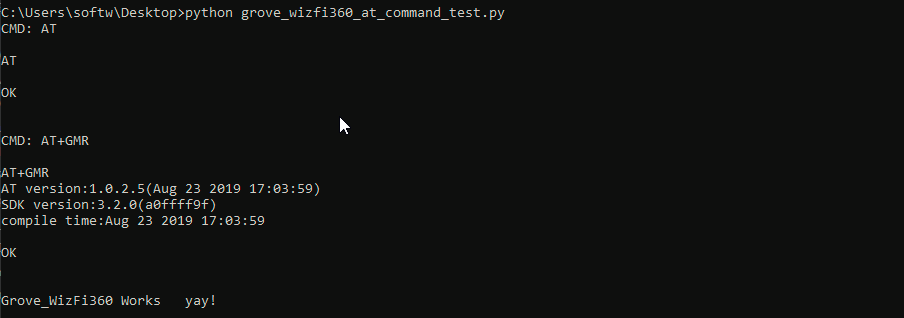 C:\Users\softw\Desktop>python grove_wizfi360_at_command_test.py
CMD: AT
AT
OK
CMD: AT+GMR
AT+GMR
AT version:1.0.2.5(Aug 23 2019 17:03:59)
SDK version:3.2.0(a0ffff9f)
compile time:Aug 23 2019 17:03:59
OK
Grove_WizFi360 Works   yay!